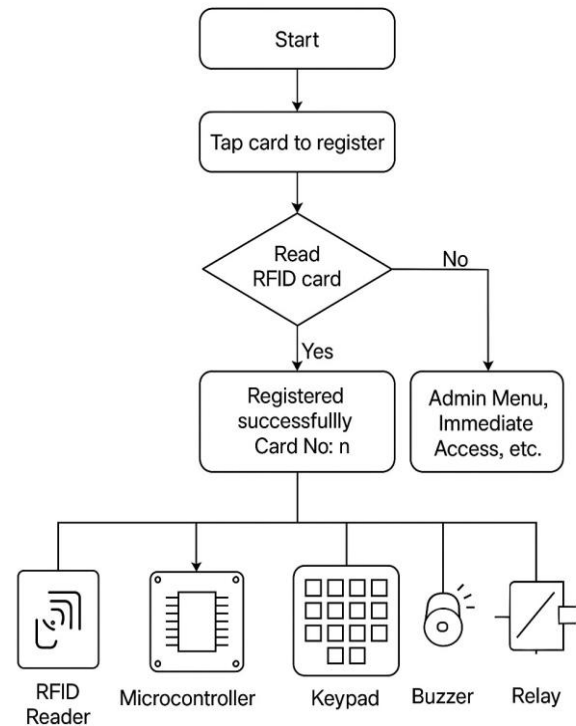 Start
Tap card to register
Read
RFID card
No
Yes
Registered
successfullly
Card No: n
Admin Menu,
Immediate
Access, etc.
RFID
Reader
Microcontroller
Keypad
Buzzer
Relay